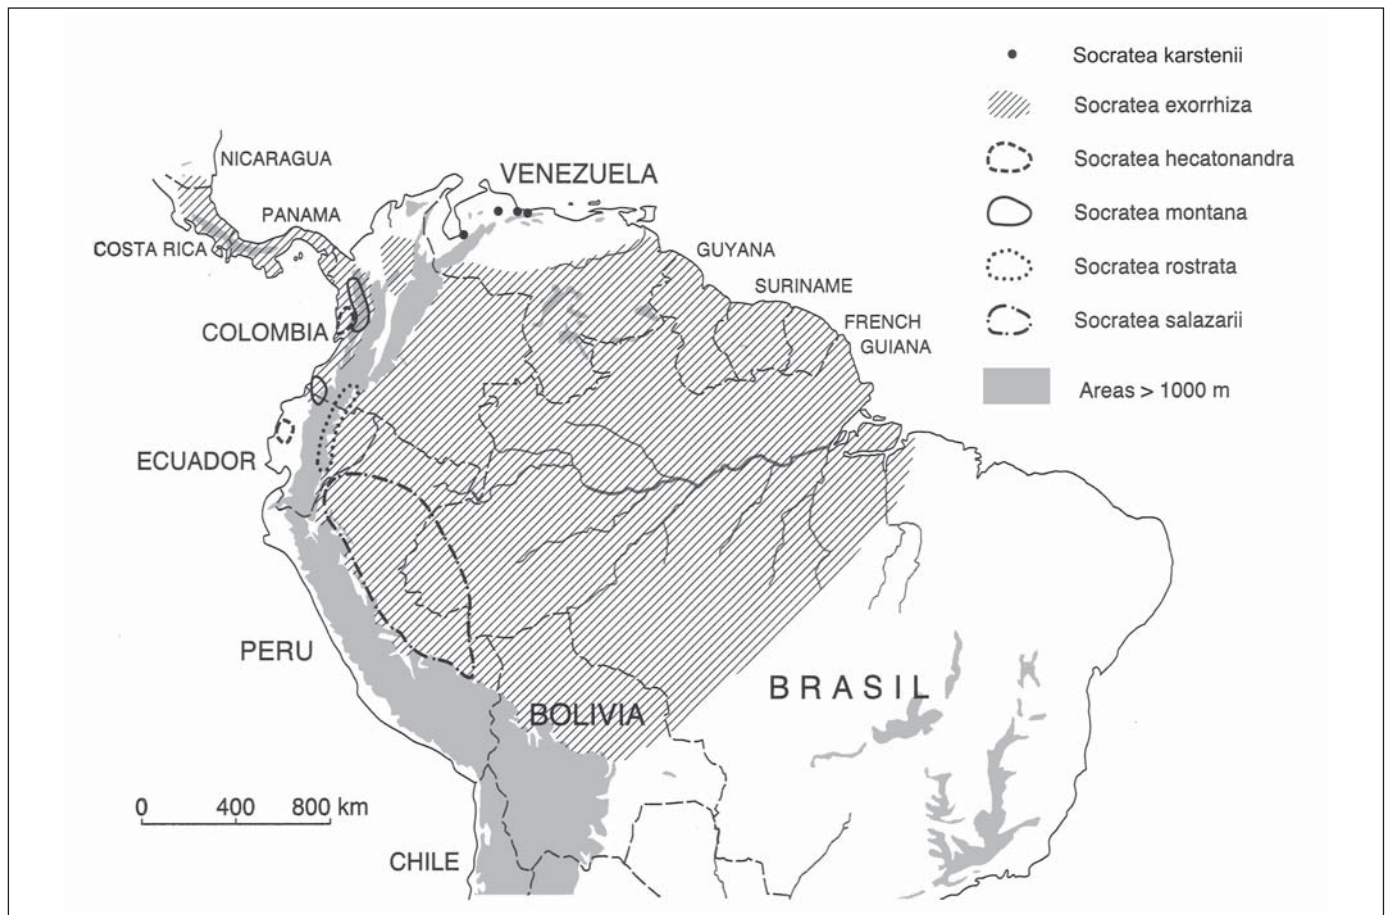 Socratea karstenii
Socratea exorrhiza
Socratea hecatonandra
Socratea montana
Socratea rostrata
Socratea salazarii
Areas > 1000 m
NICARAGUA
VENEZUELA
PANAMA
COSTA RICA
GUYANA
SURINAME
COLOMBIA
FRENCH
GUIANA
ECUADOR
PERU
BRASIL
BOLIVIA
0 400 800 km
CHILE